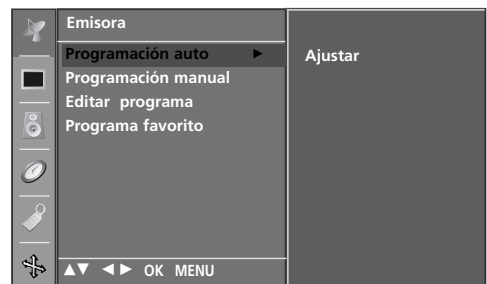 Emisora
Programación auto ► Ajustar
Programación manual
Editar programa
Programa favorito
▲▼ ◄► OK MENU